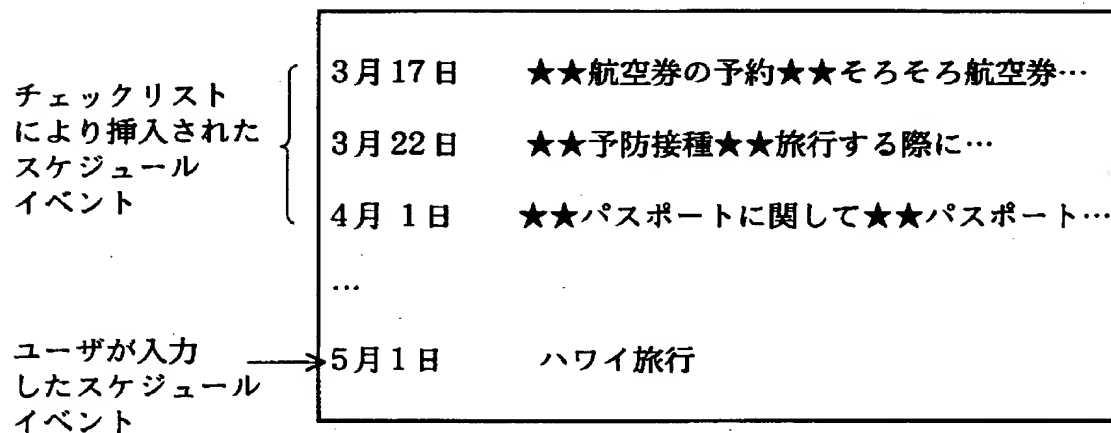 チェックリスト
により挿入された
スケジュール
イベント
3月17日 ★★航空券の予約★★そろそろ航空券…
3月22日 ★★予防接種★★旅行する際に…
4月 1日 ★★パスポートに関して★★パスポート…
…
ユーザが入力
したスケジュール
イベント
5月1日 ハワイ旅行